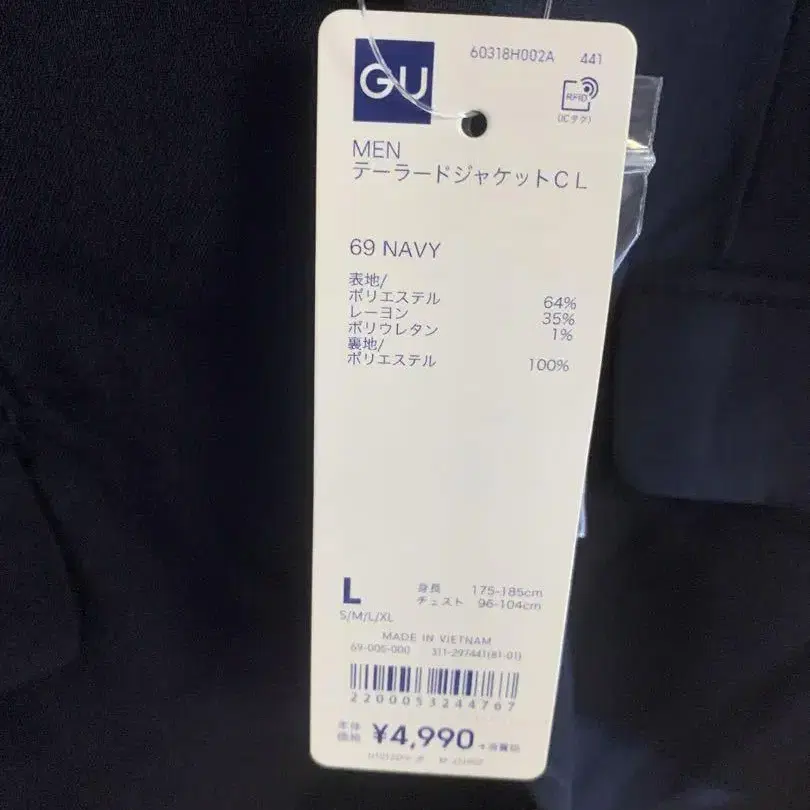 GU
60318H002A 441
RFID
(ICタグ)
MEN
テーラードジャケットCL
69 NAVY
表地/
ポリエステル 64%
レーヨン 35%
ポリウレタン 1%
裏地/
ポリエステル 100%
L 身長 175-185cm
チェスト 96-104cm
S/M/L/XL
MADE IN VIETNAM
69-006-000 311-297441(81-01)
2200053244767
本体
価格 ¥4,990 +消費税